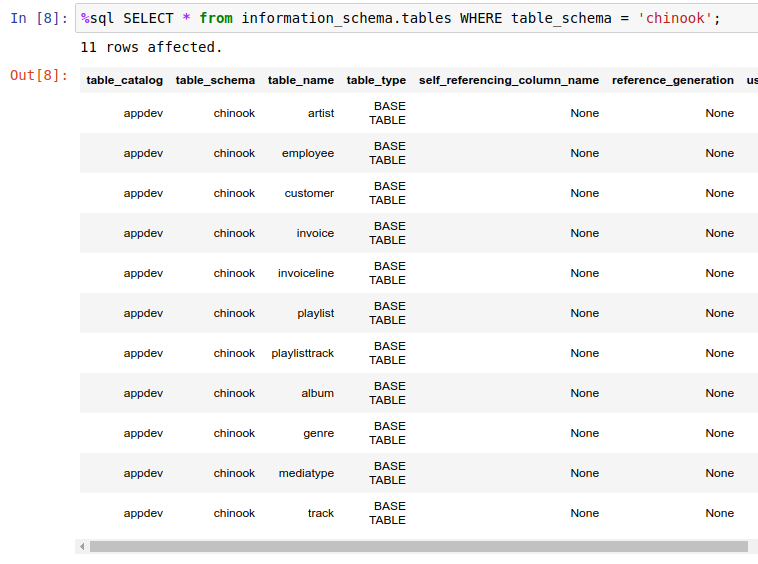 In [8]: %sql SELECT * from information_schema.tables WHERE table_schema = 'chinook';
11 rows affected.
Out[8]: table_catalog table_schema table_name table_type self_referencing_column_name reference_generation us
appdev chinook artist BASE TABLE None None
appdev chinook employee BASE TABLE None None
appdev chinook customer BASE TABLE None None
appdev chinook invoice BASE TABLE None None
appdev chinook invoiceline BASE TABLE None None
appdev chinook playlist BASE TABLE None None
appdev chinook playlisttrack BASE TABLE None None
appdev chinook album BASE TABLE None None
appdev chinook genre BASE TABLE None None
appdev chinook mediatype BASE TABLE None None
appdev chinook track BASE TABLE None None